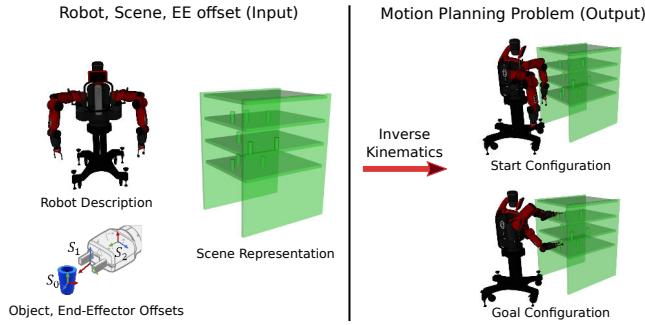 Robot, Scene, EE offset (Input)
Robot Description
S₁
S₂
S₀
Object, End-Effector Offsets
Scene Representation
Inverse
Kinematics
Motion Planning Problem (Output)
Start Configuration
Goal Configuration